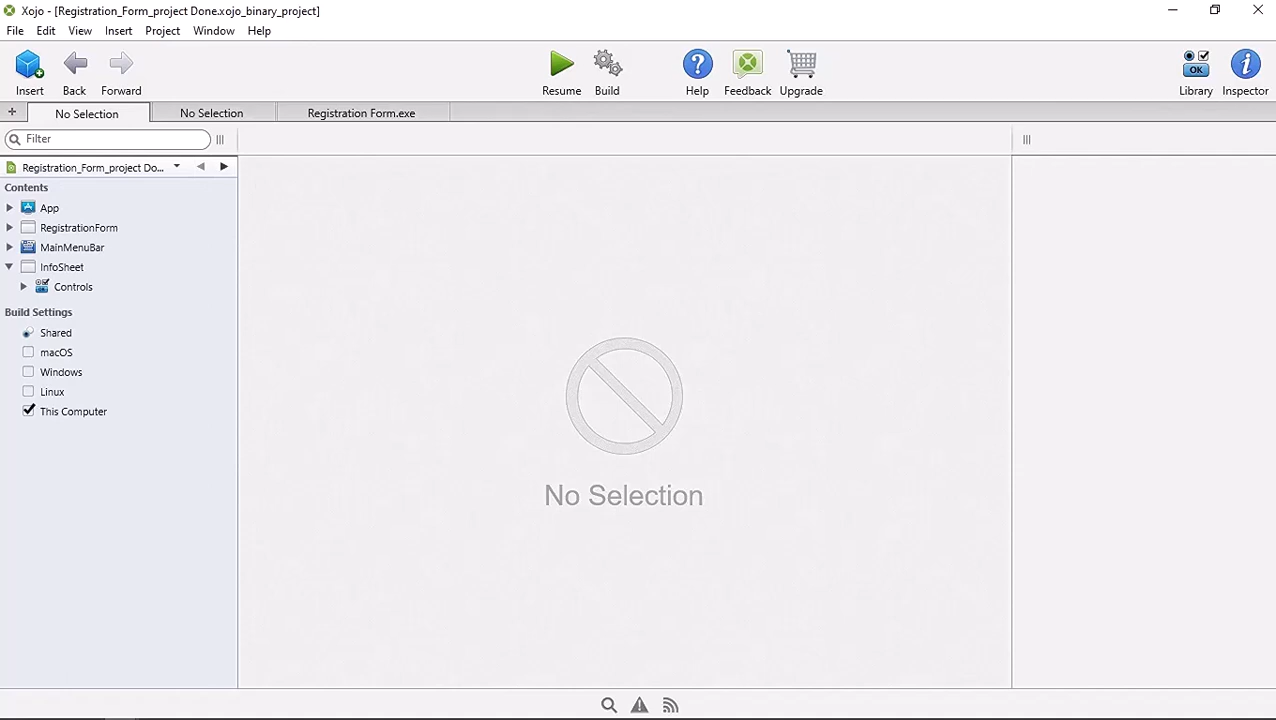 Xojo - [Registration_Form_project Done.xojo_binary_project]
File Edit View Insert Project Window Help
Insert Back Forward Resume Build Help Feedback Upgrade OK Library Inspector
+ No Selection No Selection Registration Form.exe
Filter
Registration_Form_project Do...
Contents
App
RegistrationForm
MainMenuBar
InfoSheet
Controls
Build Settings
Shared
macOS
Windows
Linux
This Computer
No Selection